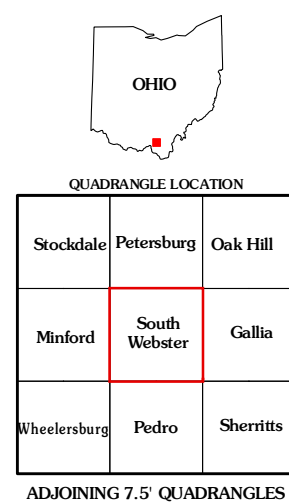 OHIO
QUADRANGLE LOCATION
Stockdale Petersburg Oak Hill
Minford South Webster Gallia
Wheelersburg Pedro Sherritts
ADJOINING 7.5' QUADRANGLES